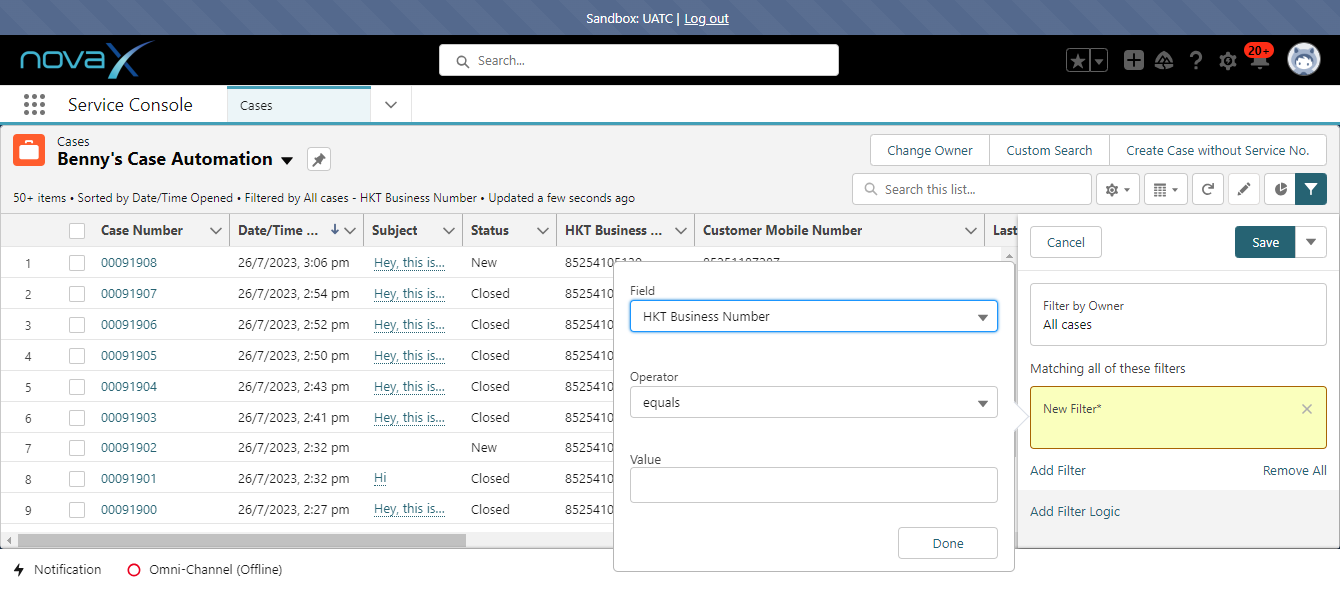 Sandbox: UATC | Log out
novaX
Search...
20+
Service Console
Cases
Cases
Benny's Case Automation
Change Owner
Custom Search
Create Case without Service No.
50+ items • Sorted by Date/Time Opened • Filtered by All cases - HKT Business Number • Updated a few seconds ago
Search this list...
Case Number
Date/Time ...
Subject
Status
HKT Business ...
Customer Mobile Number
Last
1 00091908 26/7/2023, 3:06 pm Hey, this is... New
2 00091907 26/7/2023, 2:54 pm Hey, this is... Closed 8525410
3 00091906 26/7/2023, 2:52 pm Hey, this is... Closed 8525410
4 00091905 26/7/2023, 2:50 pm Hey, this is... Closed 8525410
5 00091904 26/7/2023, 2:43 pm Hey, this is... Closed 8525410
6 00091903 26/7/2023, 2:41 pm Hey, this is... Closed 8525410
7 00091902 26/7/2023, 2:32 pm New 8525410
8 00091901 26/7/2023, 2:32 pm Hi Closed 8525410
9 00091900 26/7/2023, 2:27 pm Hey, this is... Closed 8525410
Field
HKT Business Number
Operator
equals
Value
Done
Cancel
Save
Filter by Owner
All cases
Matching all of these filters
New Filter*
Add Filter
Remove All
Add Filter Logic
Notification
Omni-Channel (Offline)